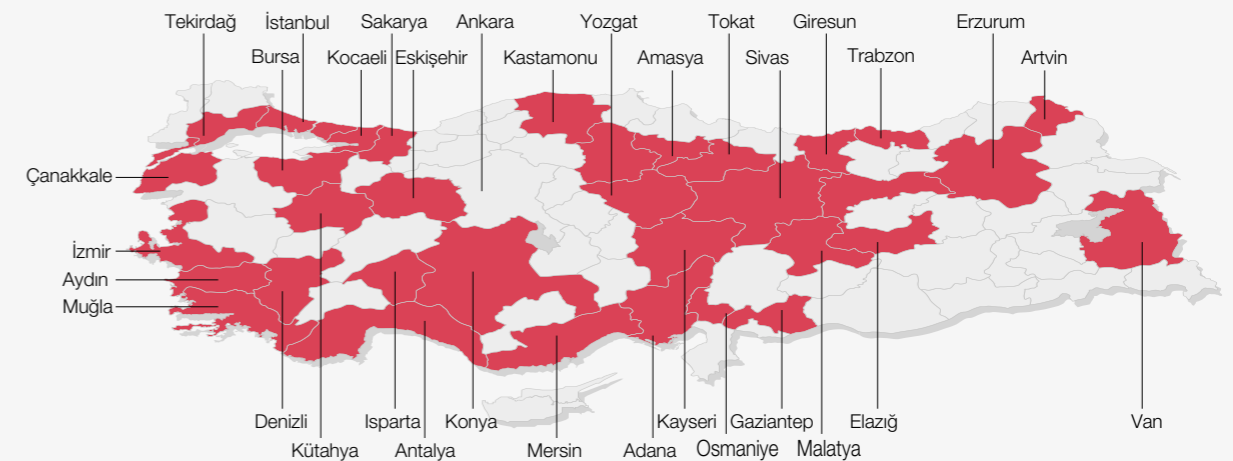 Tekirdağ İstanbul Sakarya Ankara Yozgat Tokat Giresun Erzurum
Bursa Kocaeli Eskişehir Kastamonu Amasya Sivas Trabzon Artvin
Çanakkale
İzmir
Aydın
Muğla
Denizli Isparta Konya Kayseri Gaziantep Elazığ Van
Kütahya Antalya Mersin Adana Osmaniye Malatya